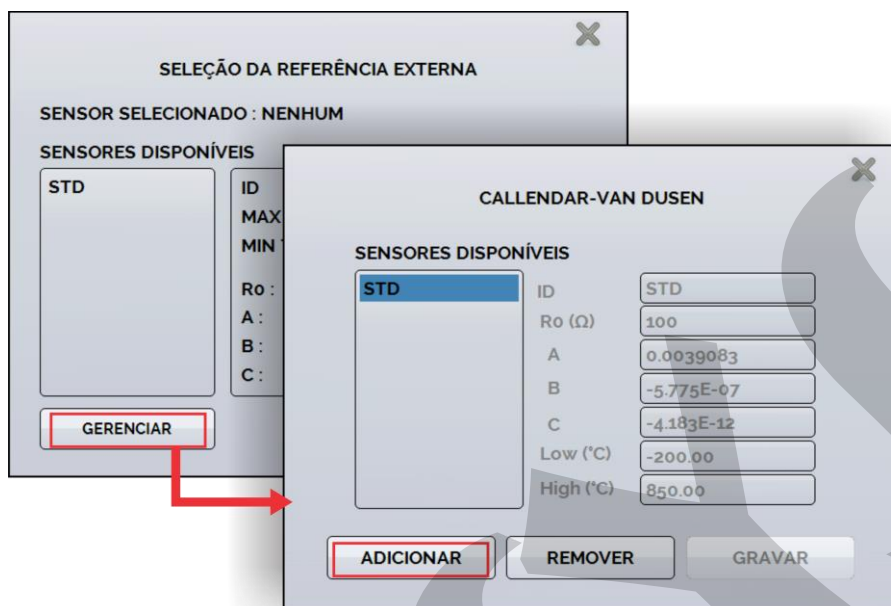 SELEÇÃO DA REFERÊNCIA EXTERNA
SENSOR SELECIONADO : NENHUM
SENSORES DISPONÍVEIS
STD
ID
MAX
MIN
Ro :
A :
B :
C :
GERENCIAR
CALLENDAR-VAN DUSEN
SENSORES DISPONÍVEIS
STD
ID STD
Ro (Ω) 100
A 0.0039083
B -5.775E-07
C -4.183E-12
Low (°C) -200.00
High (°C) 850.00
ADICIONAR REMOVER GRAVAR